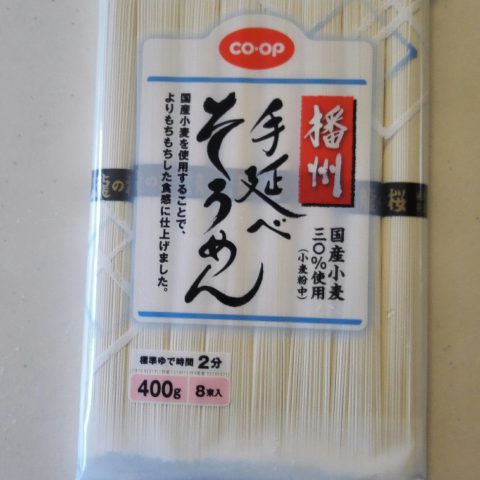 CO·OP
播州
手延べ
そうめん
国産小麦
三〇%使用
(小麦粉中)
国産小麦を使用することで、
よりもちもちした食感に仕上げました。
龍の
桜
標準ゆで時間 2分
400g 8束入